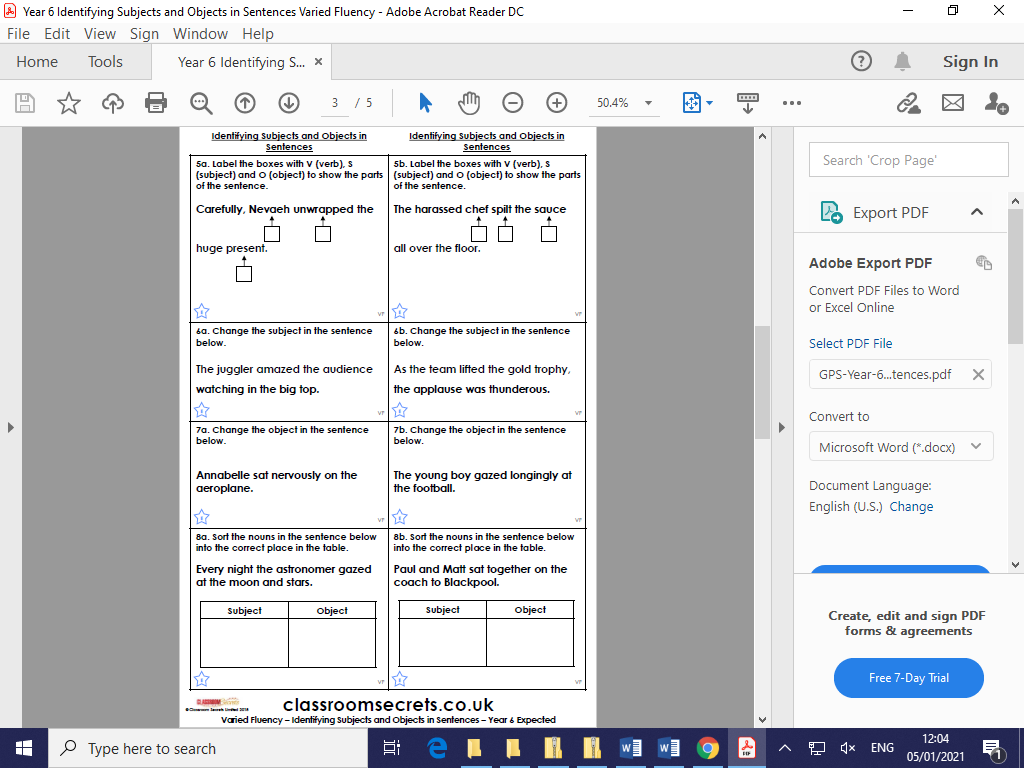 Year 6 Identifying Subjects and Objects in Sentences Varied Fluency - Adobe Acrobat Reader DC
File Edit View Sign Window Help
Home Tools Year 6 Identifying S... × Sign In
3 / 5 50.4%
Identifying Subjects and Objects in
Sentences
Identifying Subjects and Objects in
Sentences
5a. Label the boxes with V (verb), S
(subject) and O (object) to show the parts
of the sentence.
Carefully, Nevaeh unwrapped the
huge present.
VF
5b. Label the boxes with V (verb), S
(subject) and O (object) to show the parts
of the sentence.
The harassed chef spilt the sauce
all over the floor.
VF
6a. Change the subject in the sentence
below.
The juggler amazed the audience
watching in the big top.
VF
6b. Change the subject in the sentence
below.
As the team lifted the gold trophy,
the applause was thunderous.
VF
7a. Change the object in the sentence
below.
Annabelle sat nervously on the
aeroplane.
VF
7b. Change the object in the sentence
below.
The young boy gazed longingly at
the football.
VF
8a. Sort the nouns in the sentence below
into the correct place in the table.
Every night the astronomer gazed
at the moon and stars.
Subject Object
VF
8b. Sort the nouns in the sentence below
into the correct place in the table.
Paul and Matt sat together on the
coach to Blackpool.
Subject Object
VF
© Classroom Secrets Limited 2018
classroomsecrets.co.uk
Varied Fluency – Identifying Subjects and Objects in Sentences – Year 6 Expected
Search 'Crop Page'
Export PDF
Adobe Export PDF
Convert PDF Files to Word
or Excel Online
Select PDF File
GPS-Year-6...tences.pdf
Convert to
Microsoft Word (*.docx)
Document Language:
English (U.S.) Change
Create, edit and sign PDF
forms & agreements
Free 7-Day Trial
Type here to search
ENG
12:04
05/01/2021
1